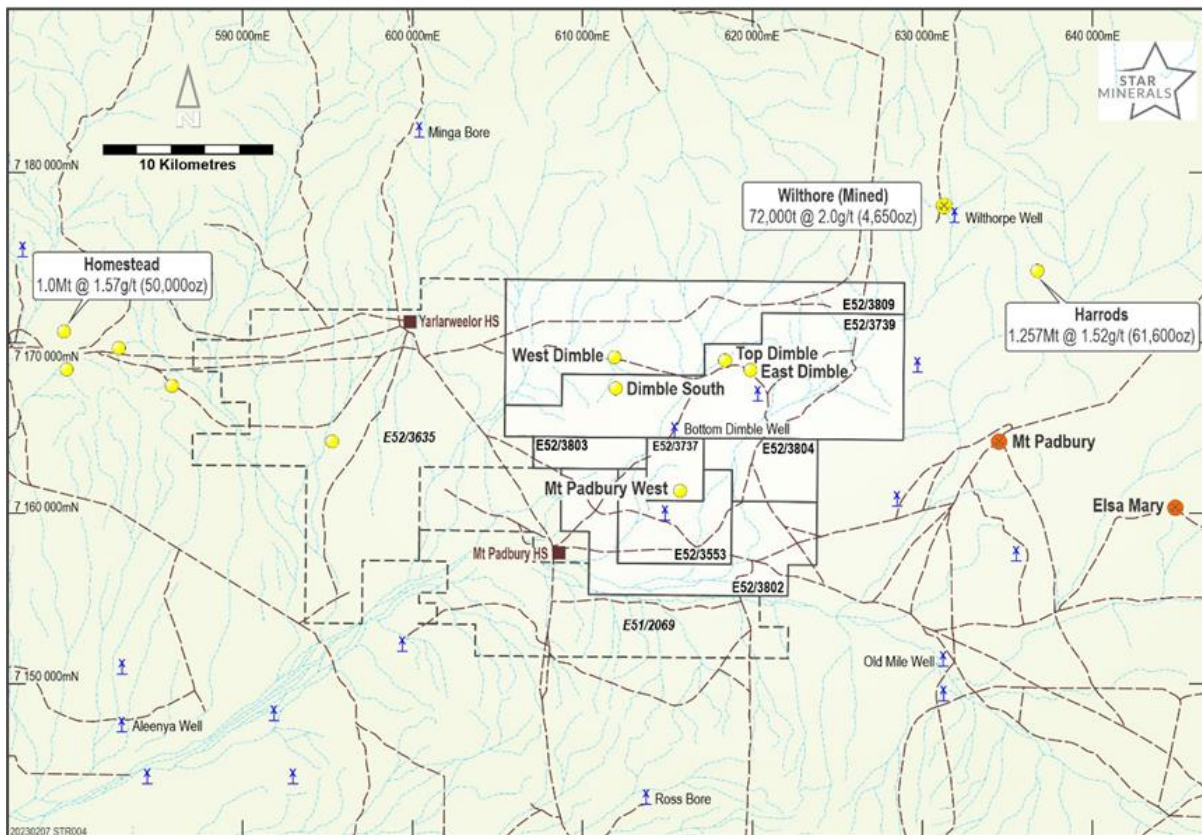 590 000mE
600 000mE
610 000mE
620 000mE
630 000mE
640 000mE
STAR
MINERALS
N
10 Kilometres
Minga Bore
7 180 000mN
Wilthore (Mined)
72,000t @ 2.0g/t (4,650oz)
Wilthorpe Well
Homestead
1.0Mt @ 1.57g/t (50,000oz)
Harrods
1.257Mt @ 1.52g/t (61,600oz)
E52/3809
E52/3739
Yarlarweelor HS
7 170 000mN
West Dimble
Top Dimble
East Dimble
Dimble South
Bottom Dimble Well
E52/3635
E52/3803
E52/3737
E52/3804
Mt Padbury
Mt Padbury West
7 160 000mN
Elsa Mary
Mt Padbury HS
E52/3553
E52/3802
E51/2069
Old Mile Well
7 150 000mN
Aleenya Well
Ross Bore
20230207 STR004